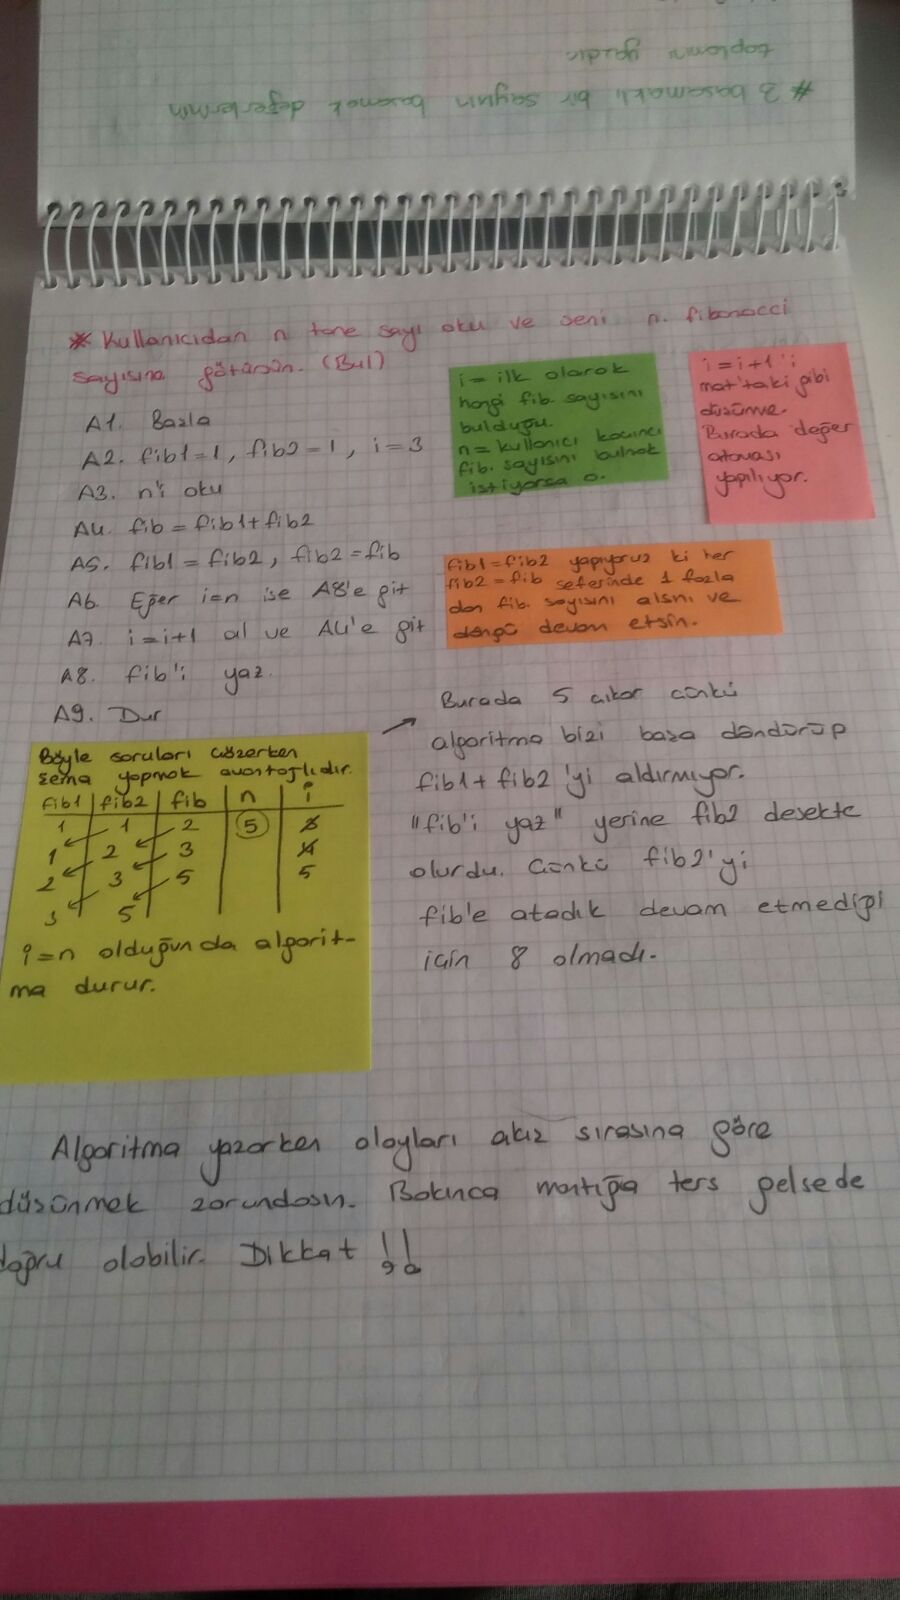 # 3 basamaklı bir sayının basamak değerlerinin
toplamını yazdır
* Kullanıcıdan n tane sayı oku ve seni n. fibonacci
sayısına götürsün. (Bul)
A1. Başla
A2. fib1=1, fib2=1, i=3
A3. n'i oku
A4. fib=fib1+fib2
A5. fib1=fib2, fib2=fib
A6. Eğer i=n ise A8'e git
A7. i=i+1 al ve A4'e git
A8. fib'i yaz.
A9. Dur
i= ilk olarak
hangi fib. sayısını
bulduğu.
n= kullanıcı kaçıncı
fib. sayısını bulmak
istiyorsa o.
i=i+1'i
mat'taki gibi
düşünme.
Burada değer
ataması
yapılıyor.
fib1=fib2 yapıyoruz ki her
fib2=fib seferinde 1 fazla
dan fib. sayısını alsın ve
döngü devam etsin.
Böyle soruları çözerken
şema yapmak avantajlıdır.
fib1 fib2 fib n i
1 1 2 5 3
1 2 3 4
2 3 5 5
3 5
i=n olduğunda algorit-
ma durur.
Burada 5 çıkar çünkü
algoritma bizi başa döndürüp
fib1+fib2'yi aldırmıyor.
"fib'i yaz" yerine fib2 desekte
olurdu. Çünkü fib2'yi
fib'e atadık devam etmediği
için 8 olmadı.
Algoritma yazarken olayları akış sırasına göre
düşünmek zorundasın. Bakınca mantığa ters gelsede
doğru olabilir. Dikkat !!